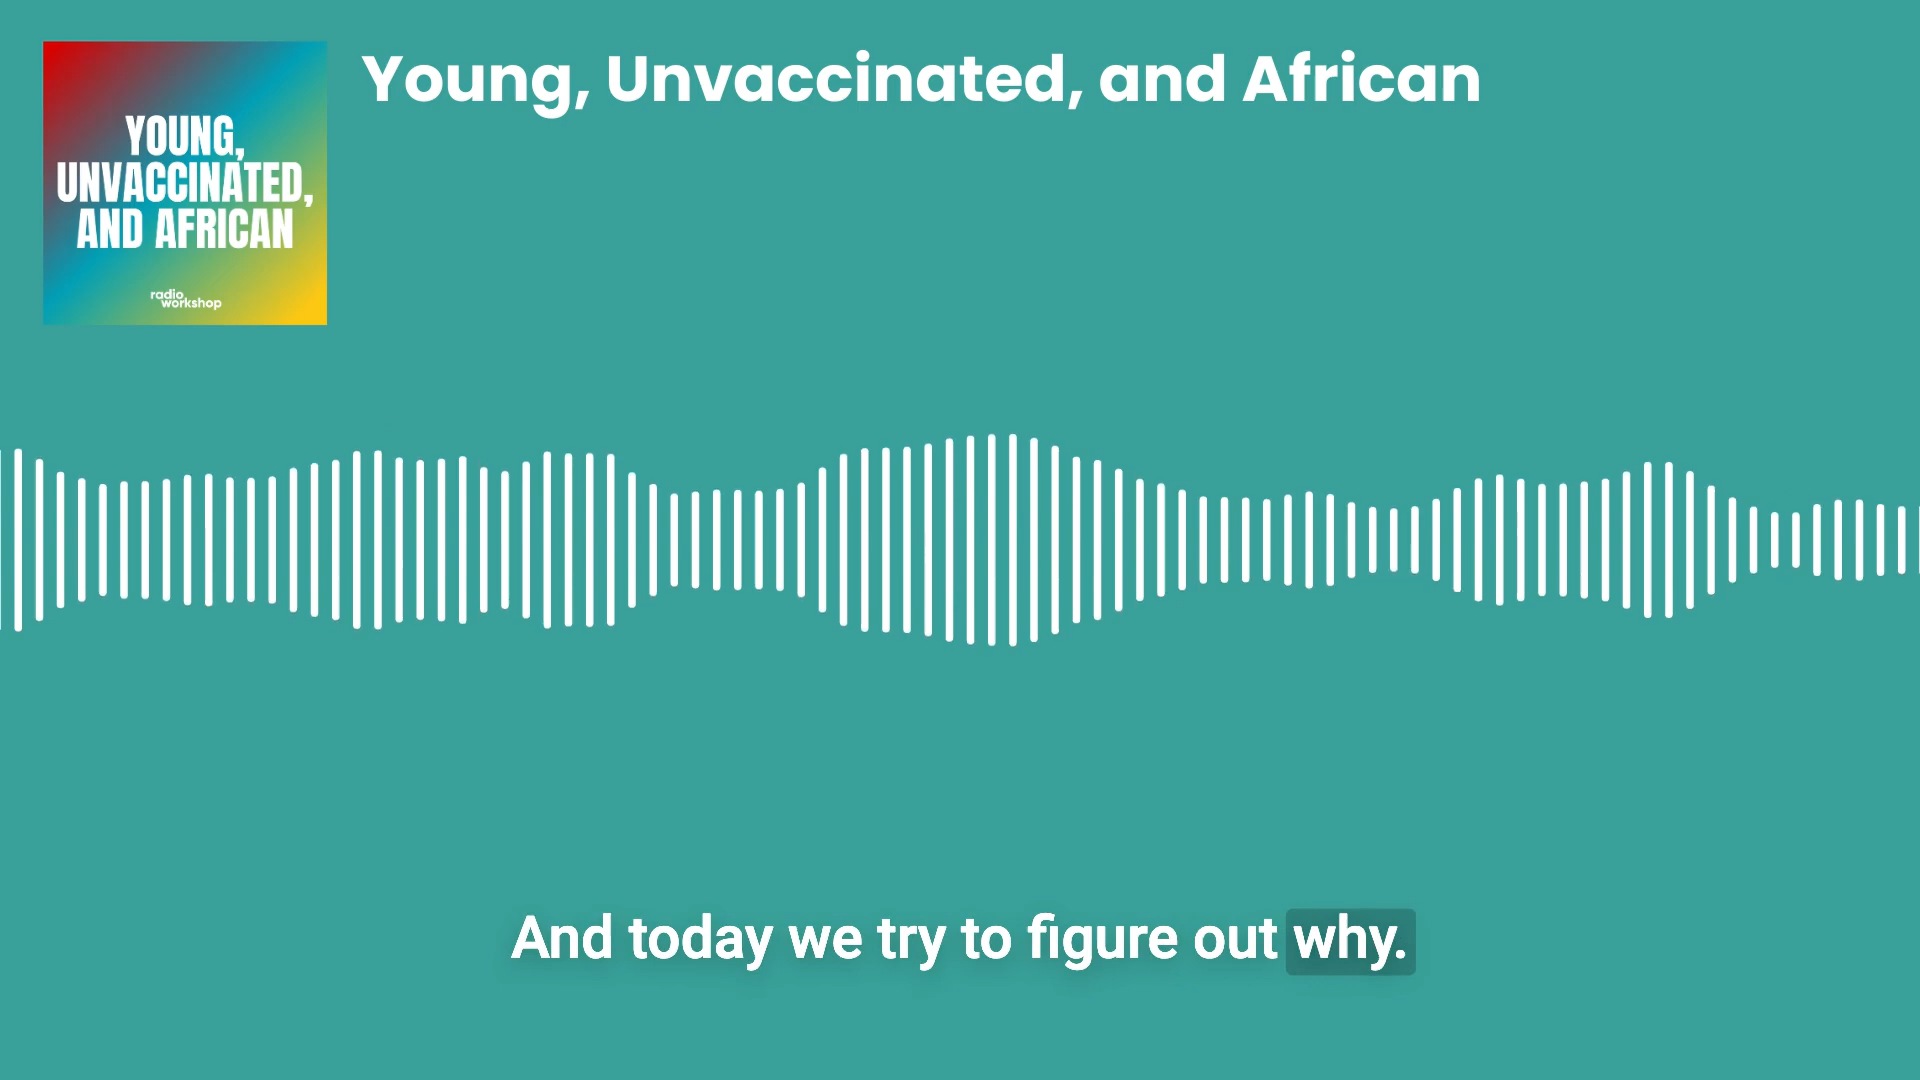 YOUNG,
UNVACCINATED,
AND AFRICAN
radio
workshop
Young, Unvaccinated, and African
And today we try to figure out why.